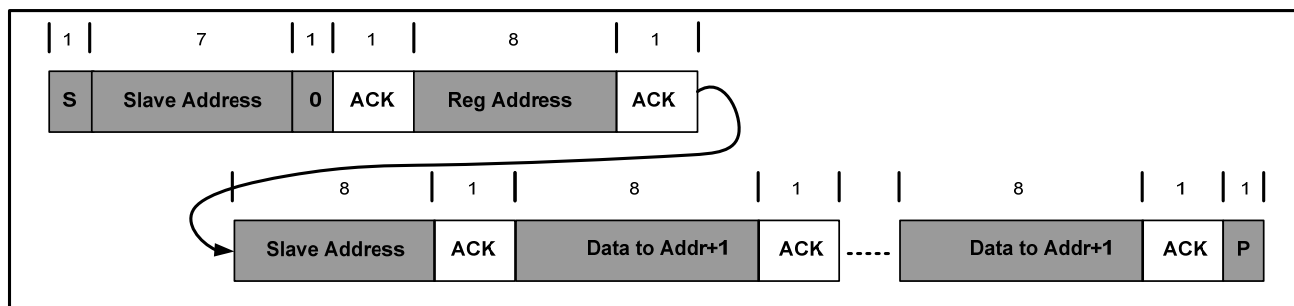 1 7 1 1 8 1
S Slave Address 0 ACK Reg Address ACK
8 1 8 1 8 1 1
Slave Address ACK Data to Addr+1 ACK Data to Addr+1 ACK P